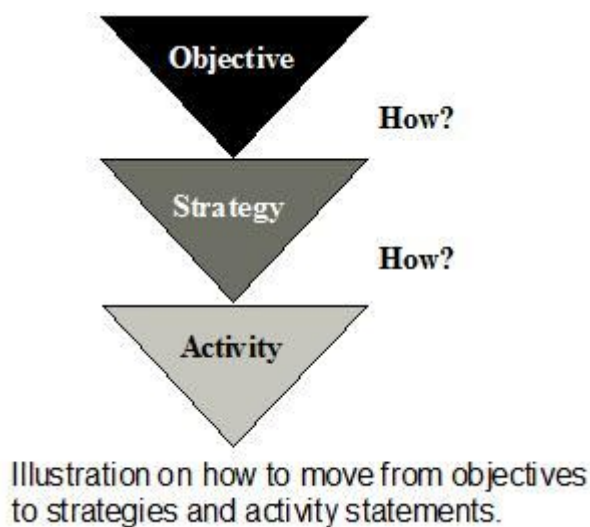 Objective
How?
Strategy
How?
Activity
Illustration on how to move from objectives
to strategies and activity statements.